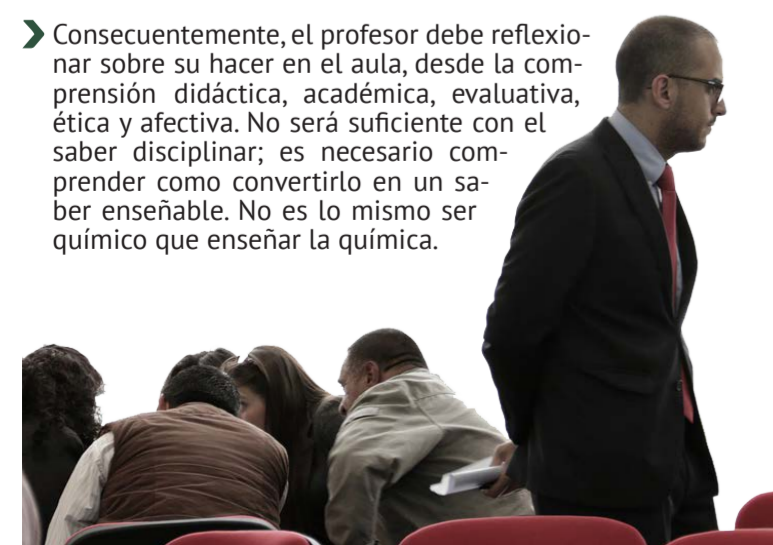 Consecuentemente, el profesor debe reflexio-
nar sobre su hacer en el aula, desde la com-
prensión didáctica, académica, evaluativa,
ética y afectiva. No será suficiente con el
saber disciplinar; es necesario com-
prender como convertirlo en un sa-
ber enseñable. No es lo mismo ser
químico que enseñar la química.